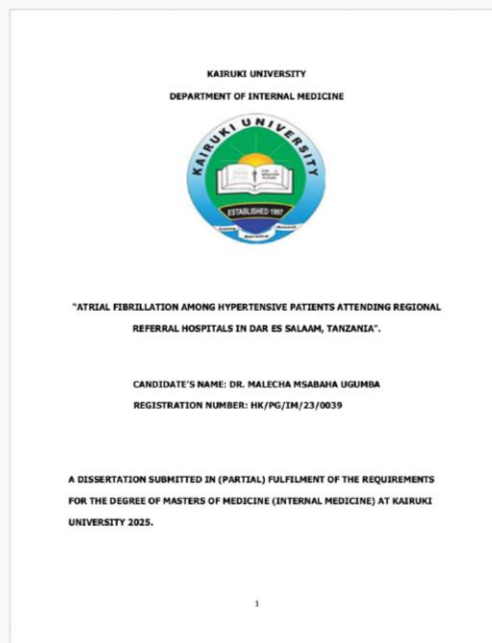 KAIRUKI UNIVERSITY
DEPARTMENT OF INTERNAL MEDICINE
KAIRUKI UNIVERSITY
ESTABLISHED 1997
"ATRIAL FIBRILLATION AMONG HYPERTENSIVE PATIENTS ATTENDING REGIONAL
REFERRAL HOSPITALS IN DAR ES SALAAM, TANZANIA".
CANDIDATE'S NAME: DR. MALECHA MSABAHA UGUMBA
REGISTRATION NUMBER: HK/PG/IM/23/0039
A DISSERTATION SUBMITTED IN (PARTIAL) FULFILMENT OF THE REQUIREMENTS
FOR THE DEGREE OF MASTERS OF MEDICINE (INTERNAL MEDICINE) AT KAIRUKI
UNIVERSITY 2025.
1